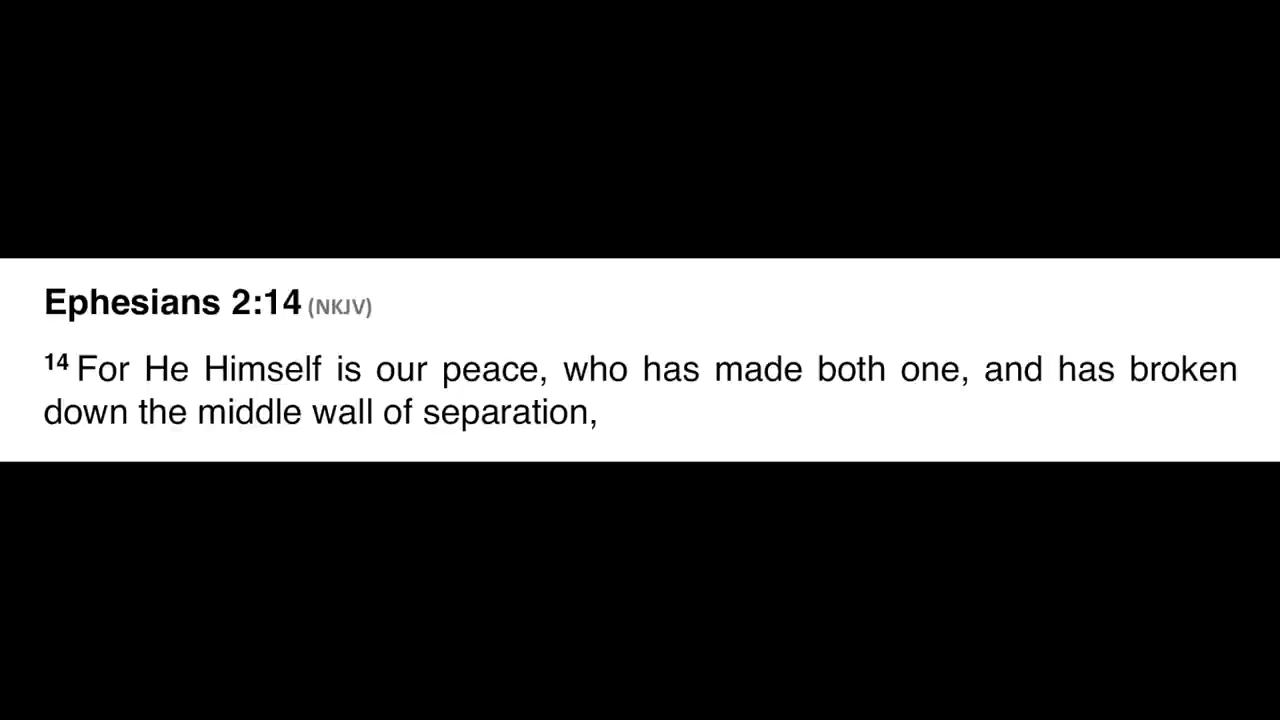 Ephesians 2:14 (NKJV)
14 For He Himself is our peace, who has made both one, and has broken
down the middle wall of separation,